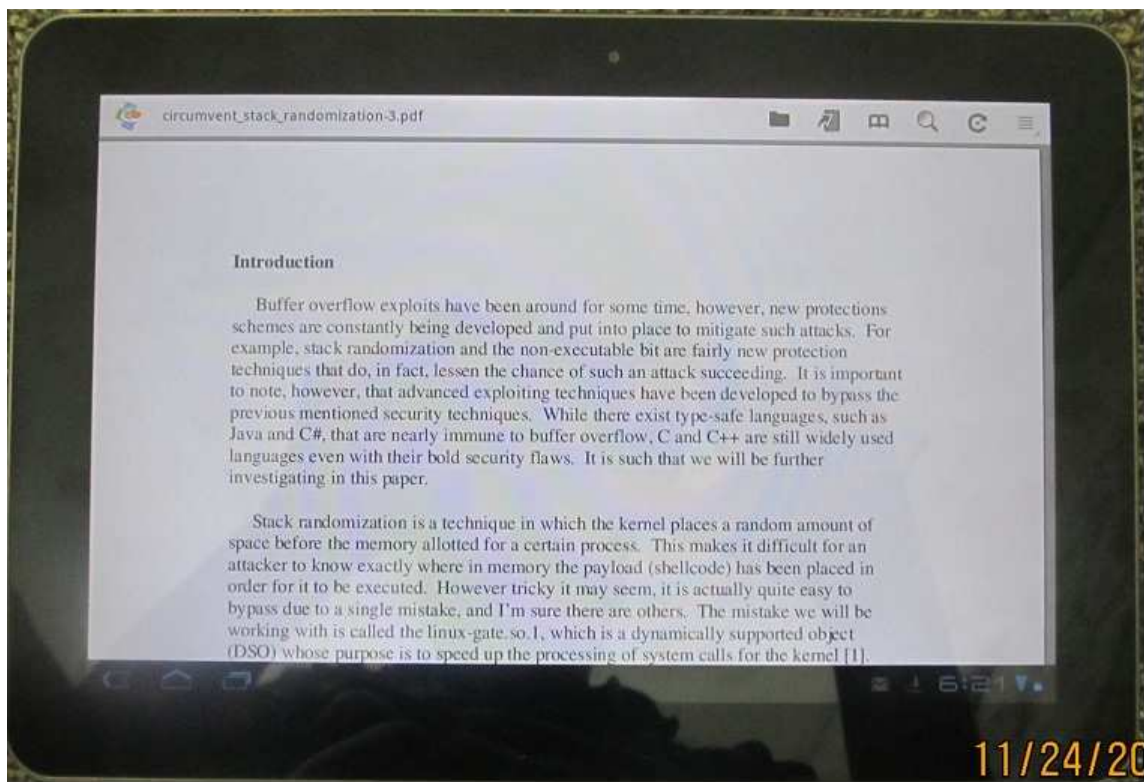 circumvent_stack_randomization-3.pdf
Introduction
Buffer overflow exploits have been around for some time, however, new protections
schemes are constantly being developed and put into place to mitigate such attacks. For
example, stack randomization and the non-executable bit are fairly new protection
techniques that do, in fact, lessen the chance of such an attack succeeding. It is important
to note, however, that advanced exploiting techniques have been developed to bypass the
previous mentioned security techniques. While there exist type-safe languages, such as
Java and C#, that are nearly immune to buffer overflow, C and C++ are still widely used
languages even with their bold security flaws. It is such that we will be further
investigating in this paper.
Stack randomization is a technique in which the kernel places a random amount of
space before the memory allotted for a certain process. This makes it difficult for an
attacker to know exactly where in memory the payload (shellcode) has been placed in
order for it to be executed. However tricky it may seem, it is actually quite easy to
bypass due to a single mistake, and I'm sure there are others. The mistake we will be
working with is called the linux-gate.so.1, which is a dynamically supported object
(DSO) whose purpose is to speed up the processing of system calls for the kernel [1].
6:21
11/24/20